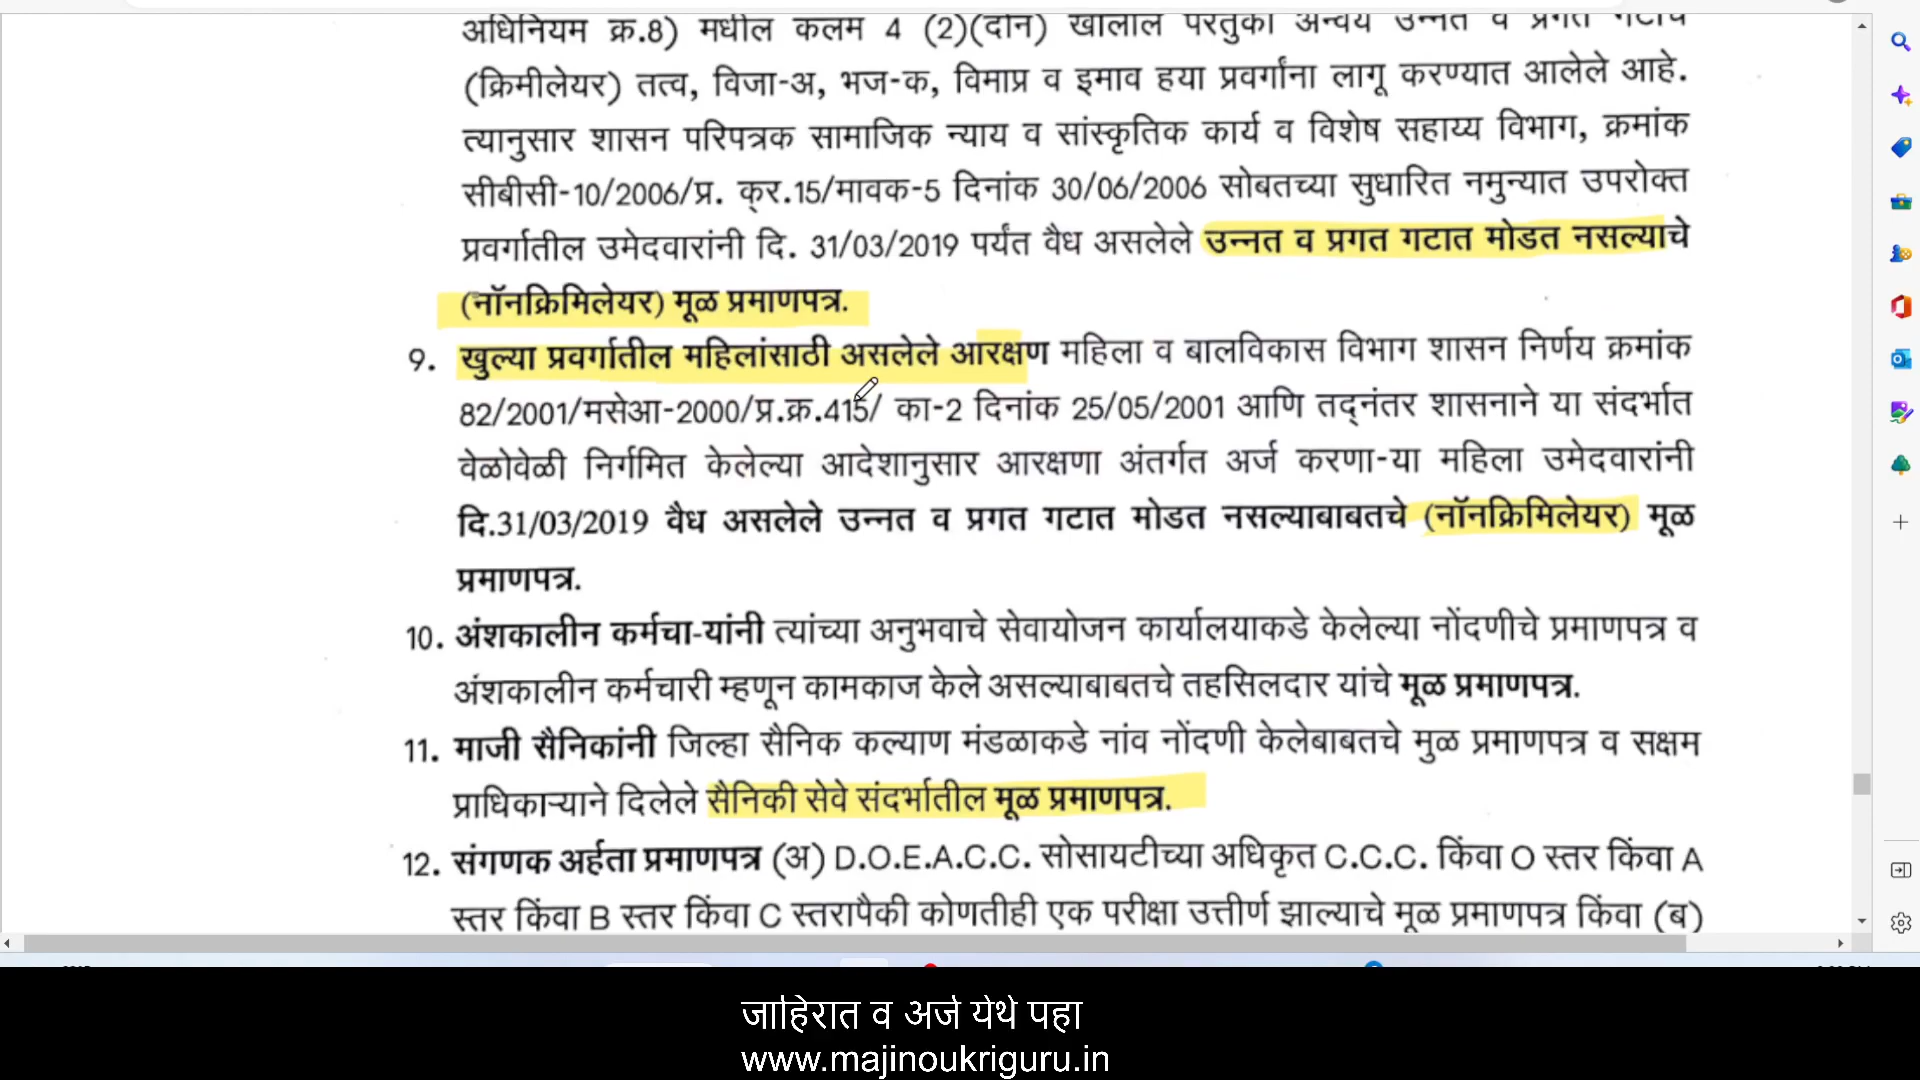 अधिनियम क्र.8) मधील कलम 4 (2)(दोन) खालील परंतुका अन्वये उन्नत व प्रगत गटाचे
(क्रिमीलेयर) तत्व, विजा-अ, भज-क, विमाप्र व इमाव हया प्रवर्गांना लागू करण्यात आलेले आहे.
त्यानुसार शासन परिपत्रक सामाजिक न्याय व सांस्कृतिक कार्य व विशेष सहाय्य विभाग, क्रमांक
सीबीसी-10/2006/प्र. क्‌र.15/मावक-5 दिनांक 30/06/2006 सोबतच्या सुधारित नमुन्यात उपरोक्त
प्रवर्गातील उमेदवारांनी दि. 31/03/2019 पर्यंत वैध असलेले उन्नत व प्रगत गटात मोडत नसल्याचे
(नॉनक्रिमिलेयर) मूळ प्रमाणपत्र.
9. खुल्या प्रवर्गातील महिलांसाठी असलेले आरक्षण महिला व बालविकास विभाग शासन निर्णय क्रमांक
82/2001/मसेआ-2000/प्र.क्र.415/ का-2 दिनांक 25/05/2001 आणि तद्‌नंतर शासनाने या संदर्भात
वेळोवेळी निर्गमित केलेल्या आदेशानुसार आरक्षणा अंतर्गत अर्ज करणा-या महिला उमेदवारांनी
दि.31/03/2019 वैध असलेले उन्नत व प्रगत गटात मोडत नसल्याबाबतचे (नॉनक्रिमिलेयर) मूळ
प्रमाणपत्र.
10. अंशकालीन कर्मचा-यांनी त्यांच्या अनुभवाचे सेवायोजन कार्यालयाकडे केलेल्या नोंदणीचे प्रमाणपत्र व
अंशकालीन कर्मचारी म्हणून कामकाज केले असल्याबाबतचे तहसिलदार यांचे मूळ प्रमाणपत्र.
11. माजी सैनिकांनी जिल्हा सैनिक कल्याण मंडळाकडे नांव नोंदणी केलेबाबतचे मुळ प्रमाणपत्र व सक्षम
प्राधिकाऱ्याने दिलेले सैनिकी सेवे संदर्भातील मूळ प्रमाणपत्र.
12. संगणक अर्हता प्रमाणपत्र (अ) D.O.E.A.C.C. सोसायटीच्या अधिकृत C.C.C. किंवा O स्तर किंवा A
स्तर किंवा B स्तर किंवा C स्तरापैकी कोणतीही एक परीक्षा उत्तीर्ण झाल्याचे मूळ प्रमाणपत्र किंवा (ब)
जाहिरात व अर्ज येथे पहा
www.majinoukriguru.in